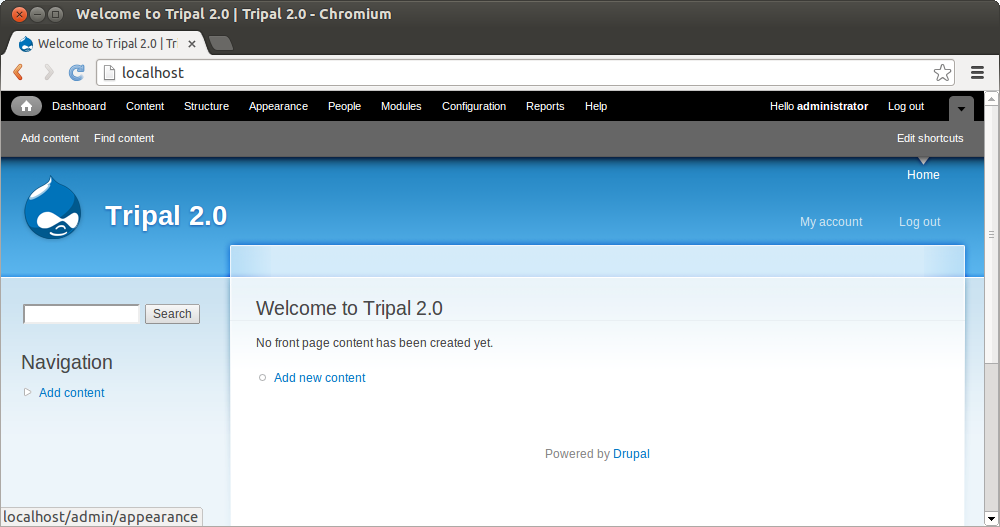 Welcome to Tripal 2.0 | Tripal 2.0 - Chromium
Welcome to Tripal 2.0 | Tri
localhost
Dashboard Content Structure Appearance People Modules Configuration Reports Help Hello administrator Log out
Add content Find content Edit shortcuts
Home
Tripal 2.0
My account Log out
Search
Welcome to Tripal 2.0
No front page content has been created yet.
Navigation
Add new content
Add content
Powered by Drupal
localhost/admin/appearance